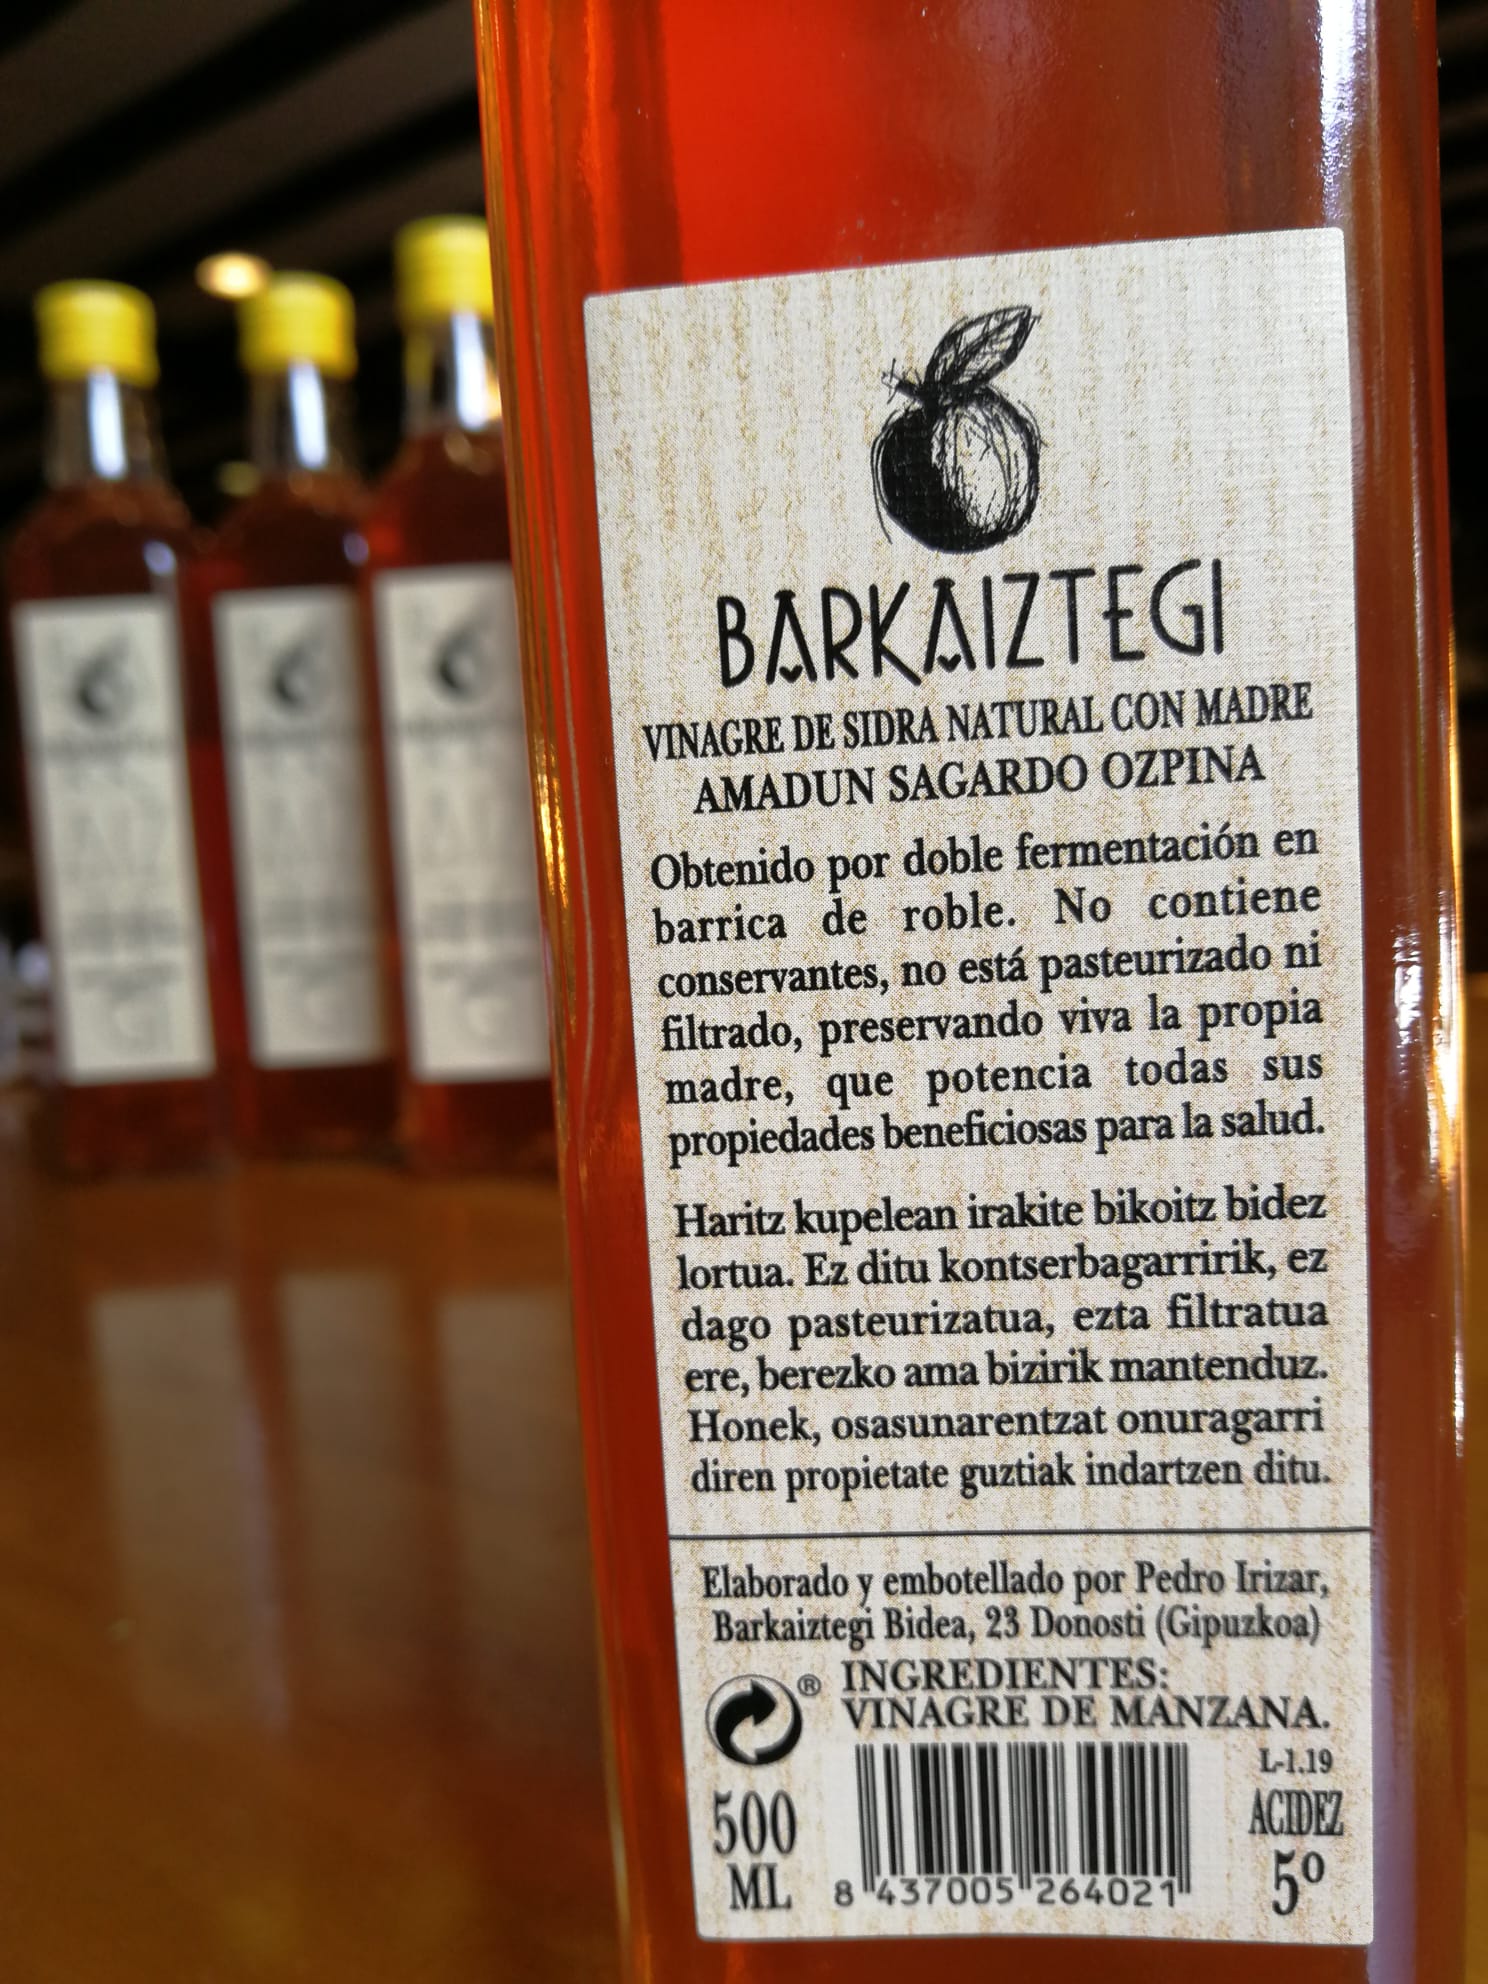 BARKAIZTEGI
VINAGRE DE SIDRA NATURAL CON MADRE
AMADUN SAGARDO OZPINA
Obtenido por doble fermentación en
barrica de roble. No contiene
conservantes, no está pasteurizado ni
filtrado, preservando viva la propia
madre, que potencia todas sus
propiedades beneficiosas para la salud.
Haritz kupelean irakite bikoitz bidez
lortua. Ez ditu kontserbagarririk, ez
dago pasteurizatua, ezta filtratua
ere, berezko ama bizirik mantenduz.
Honek, osasunarentzat onuragarri
diren propietate guztiak indartzen ditu.
Elaborado y embotellado por Pedro Irizar,
Barkaiztegi Bidea, 23 Donosti (Gipuzkoa)
® INGREDIENTES:
VINAGRE DE MANZANA.
L-1.19
500
ML
ACIDEZ
5º
8 437005 264021